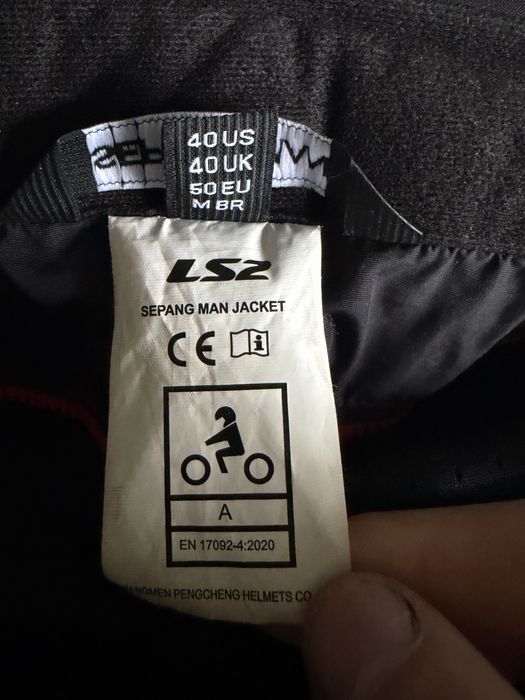 40 US
40 UK
50 EU
M BR
LS2
SEPANG MAN JACKET
CE
A
EN 17092-4:2020
PENGCHENG HELMETS CO